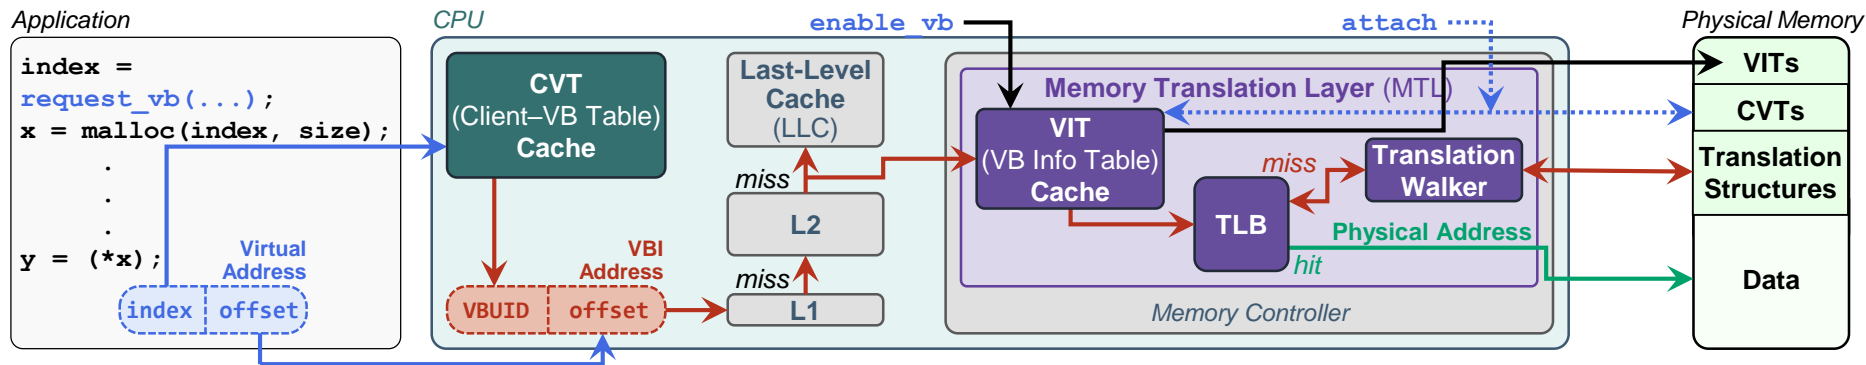 Application
index =
request_vb(...);
x = malloc(index, size);
.
.
.
y = (*x);
Virtual
Address
index offset
CPU
CVT
(Client–VB Table)
Cache
VBI
Address
VBUID offset
Last-Level
Cache
(LLC)
miss
L2
miss
L1
enable_vb
attach
Memory Translation Layer (MTL)
VIT
(VB Info Table)
Cache
TLB
miss
Translation
Walker
Physical Address
hit
Memory Controller
Physical Memory
VITs
CVTs
Translation
Structures
Data